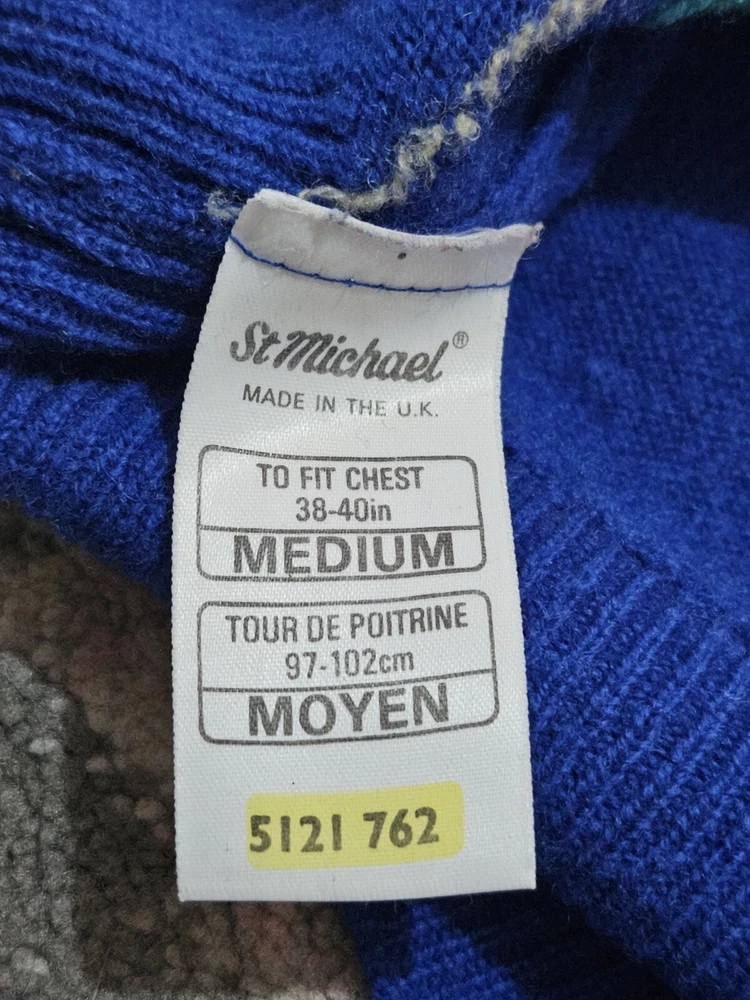 St Michael®
MADE IN THE U.K.
TO FIT CHEST
38-40in
MEDIUM
TOUR DE POITRINE
97-102cm
MOYEN
5121 762